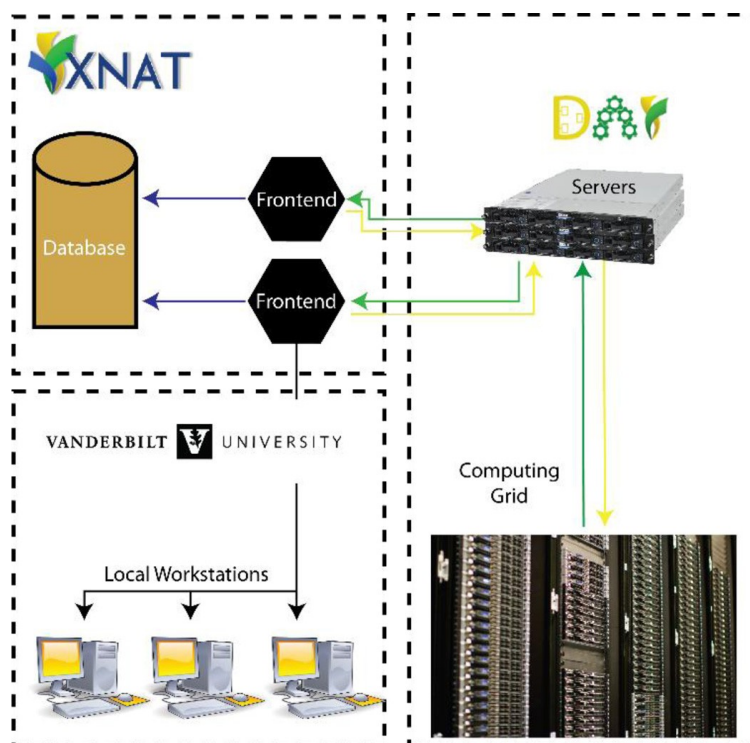 XNAT
DAX
Servers
Frontend
Database
Frontend
VANDERBILT V UNIVERSITY
Computing
Grid
Local Workstations